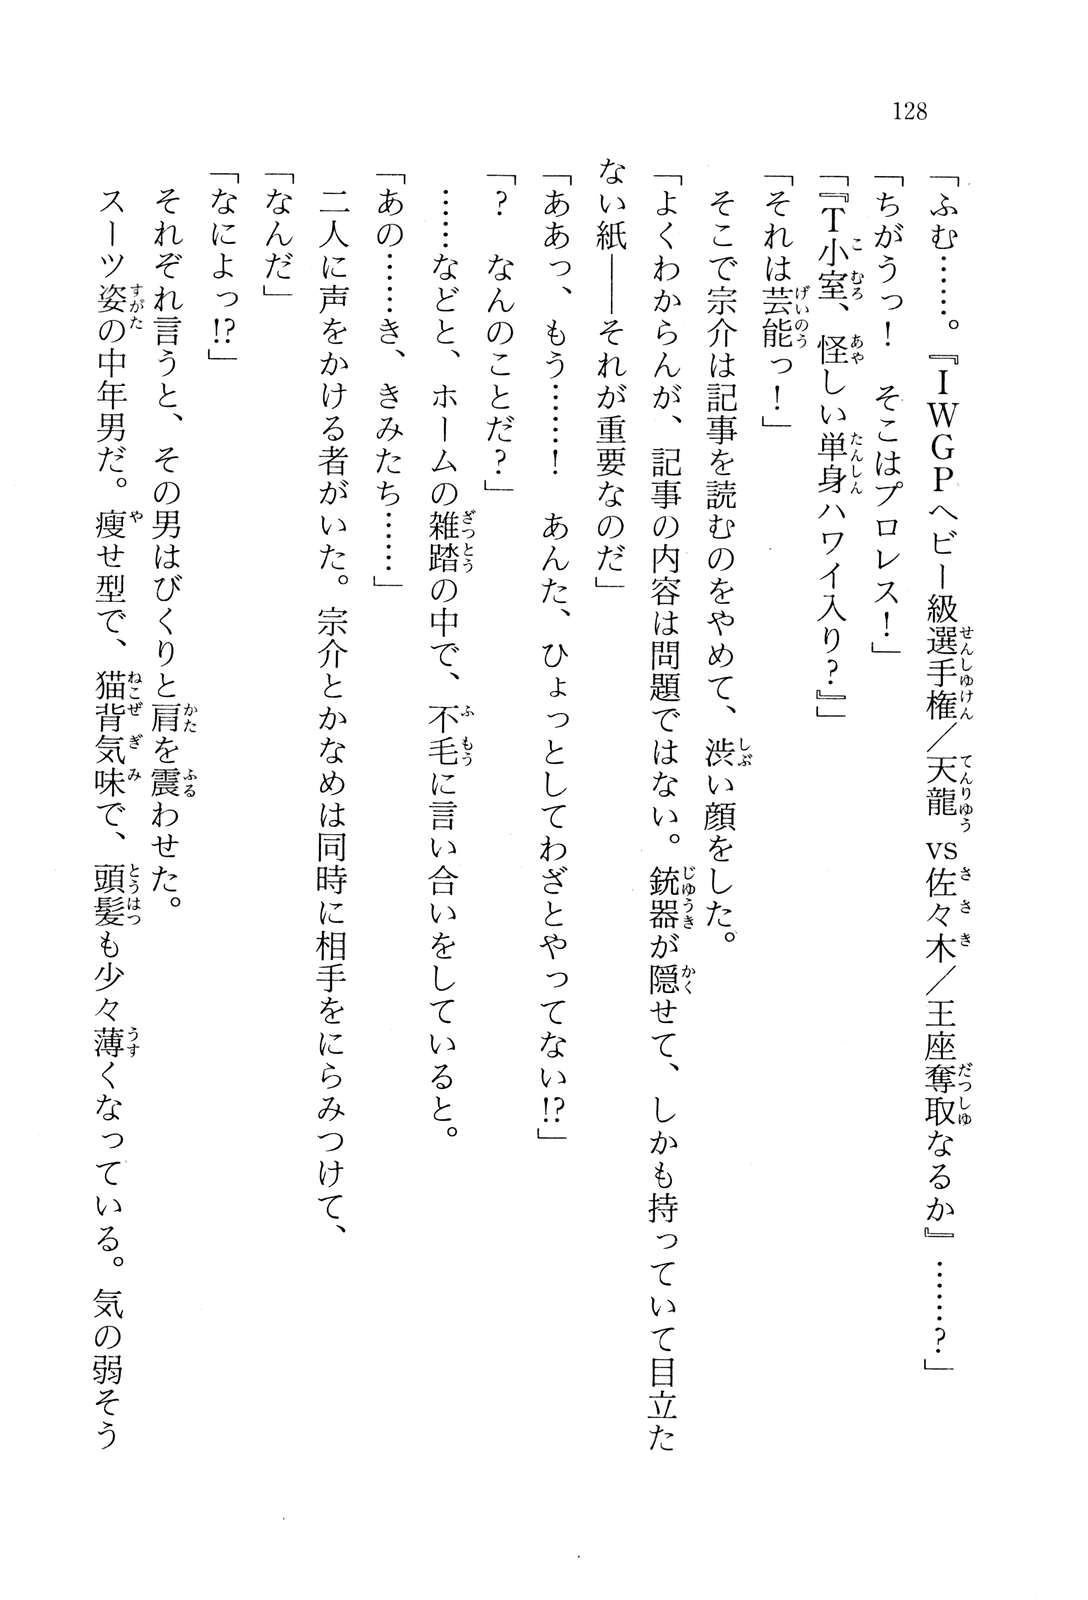 128
「ふむ……。『IWGPヘビー級選手権／天龍vs佐々木／王座奪取なるか』……？」
「ちがうっ！　そこはプロレス！」
「『T小室、怪しい単身ハワイ入り？』」
「それは芸能っ！」
　そこで宗介は記事を読むのをやめて、渋い顔をした。
「よくわからんが、記事の内容は問題ではない。銃器が隠せて、しかも持っていて目立た
ない紙――それが重要なのだ」
「ああっ、もう……！　あんた、ひょっとしてわざとやってない!?」
「？　なんのことだ？」
　……などと、ホームの雑踏の中で、不毛に言い合いをしていると。
「あの……き、きみたち……」
　二人に声をかける者がいた。宗介とかなめは同時に相手をにらみつけて、
「なんだ」
「なによっ!?」
　それぞれ言うと、その男はびくりと肩を震わせた。
　スーツ姿の中年男だ。痩せ型で、猫背気味で、頭髪も少々薄くなっている。気の弱そう